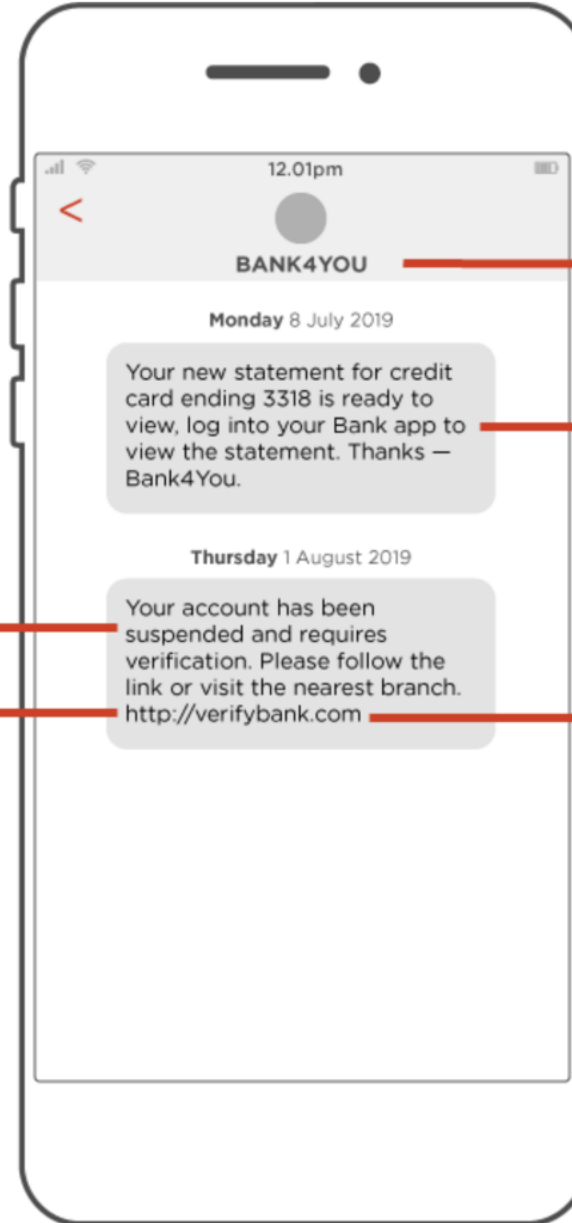 12.01pm
<
BANK4YOU
Monday 8 July 2019
Your new statement for credit
card ending 3318 is ready to
view, log into your Bank app to
view the statement. Thanks —
Bank4You.
Thursday 1 August 2019
Your account has been
suspended and requires
verification. Please follow the
link or visit the nearest branch.
http://verifybank.com